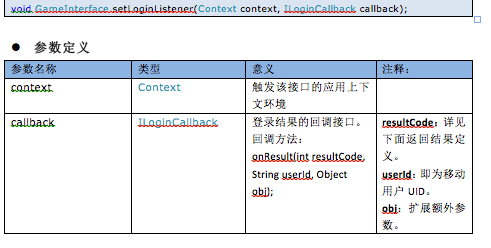 void GameInterface.setLoginListener(Context context, ILoginCallback callback);
● 参数定义
参数名称 类型 意义 注释：
context Context 触发该接口的应用上下
文环境
callback ILoginCallback 登录结果的回调接口。
回调方法：
onResult(int resultCode,
String userId, Object
obj);
resultCode：详见
下面返回结果定
义。
userId：即为移动
用户 UID。
obj：扩展额外参
数。